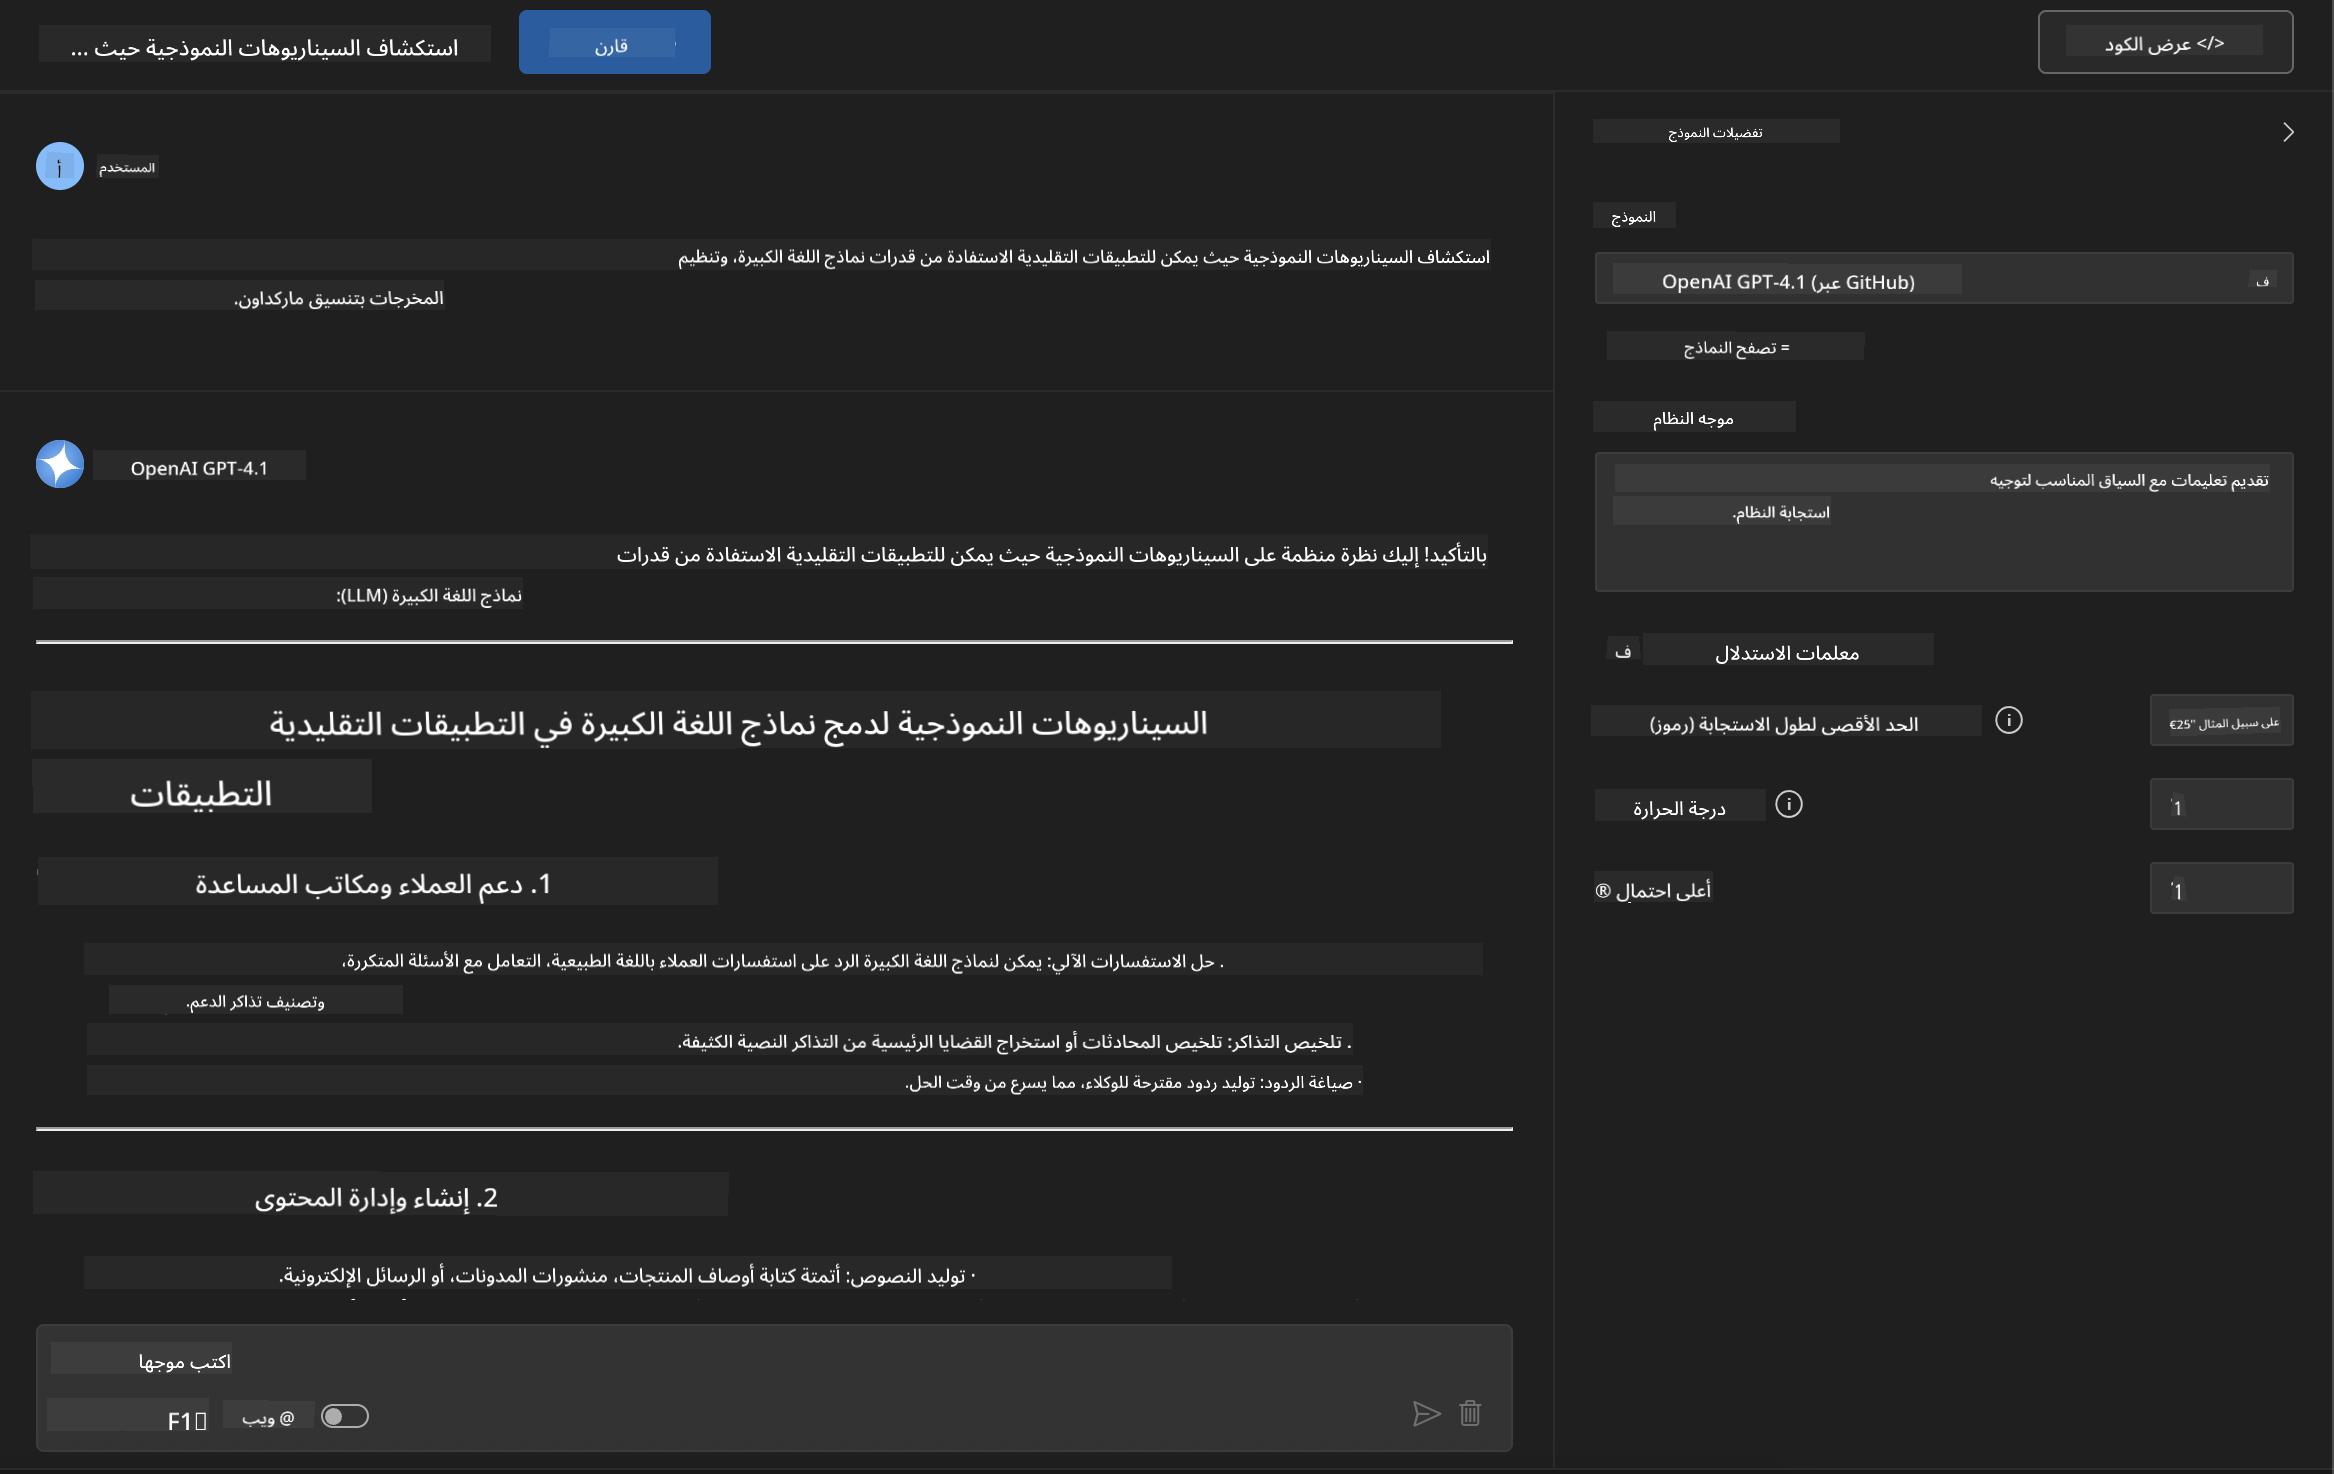 استكشاف السيناريوهات النموذجية حيث ...
قارن
</> عرض الكود
أ
المستخدم
استكشاف السيناريوهات النموذجية حيث يمكن للتطبيقات التقليدية الاستفادة من قدرات نماذج اللغة الكبيرة، وتنظيم
المخرجات بتنسيق ماركداون.
OpenAI GPT-4.1
بالتأكيد! إليك نظرة منظمة على السيناريوهات النموذجية حيث يمكن للتطبيقات التقليدية الاستفادة من قدرات
نماذج اللغة الكبيرة (LLM):
السيناريوهات النموذجية لدمج نماذج اللغة الكبيرة في التطبيقات التقليدية
التطبيقات
1. دعم العملاء ومكاتب المساعدة
. حل الاستفسارات الآلي: يمكن لنماذج اللغة الكبيرة الرد على استفسارات العملاء باللغة الطبيعية، التعامل مع الأسئلة المتكررة،
وتصنيف تذاكر الدعم.
. تلخيص التذاكر: تلخيص المحادثات أو استخراج القضايا الرئيسية من التذاكر النصية الكثيفة.
· صياغة الردود: توليد ردود مقترحة للوكلاء، مما يسرع من وقت الحل.
2. إنشاء وإدارة المحتوى
· توليد النصوص: أتمتة كتابة أوصاف المنتجات، منشورات المدونات، أو الرسائل الإلكترونية.
اكتب موجها
F1
@ ويب
تفضيلات النموذج
النموذج
OpenAI GPT-4.1 (عبر GitHub)
ف
= تصفح النماذج
موجه النظام
تقديم تعليمات مع السياق المناسب لتوجيه
استجابة النظام.
ف
معلمات الاستدلال
الحد الأقصى لطول الاستجابة (رموز)
على سبيل المثال "25€
درجة الحرارة
1
أعلى احتمال ®
1